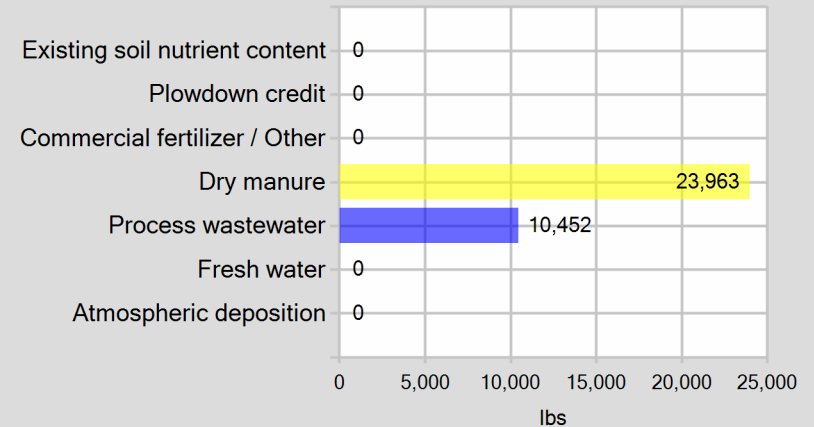 Existing soil nutrient content 0
Plowdown credit 0
Commercial fertilizer / Other 0
Dry manure 23,963
Process wastewater 10,452
Fresh water 0
Atmospheric deposition 0
0 5,000 10,000 15,000 20,000 25,000
lbs